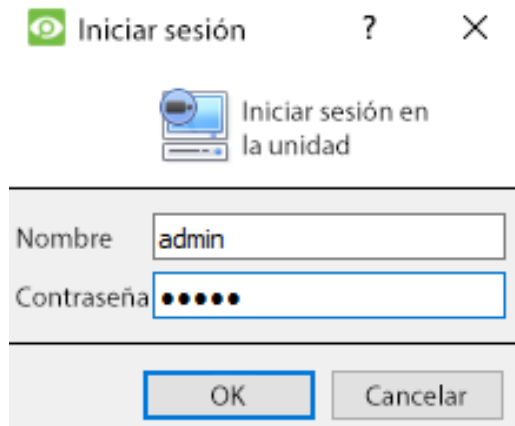 Iniciar sesión ? ×
Iniciar sesión en
la unidad
Nombre admin
Contraseña •••••
OK Cancelar